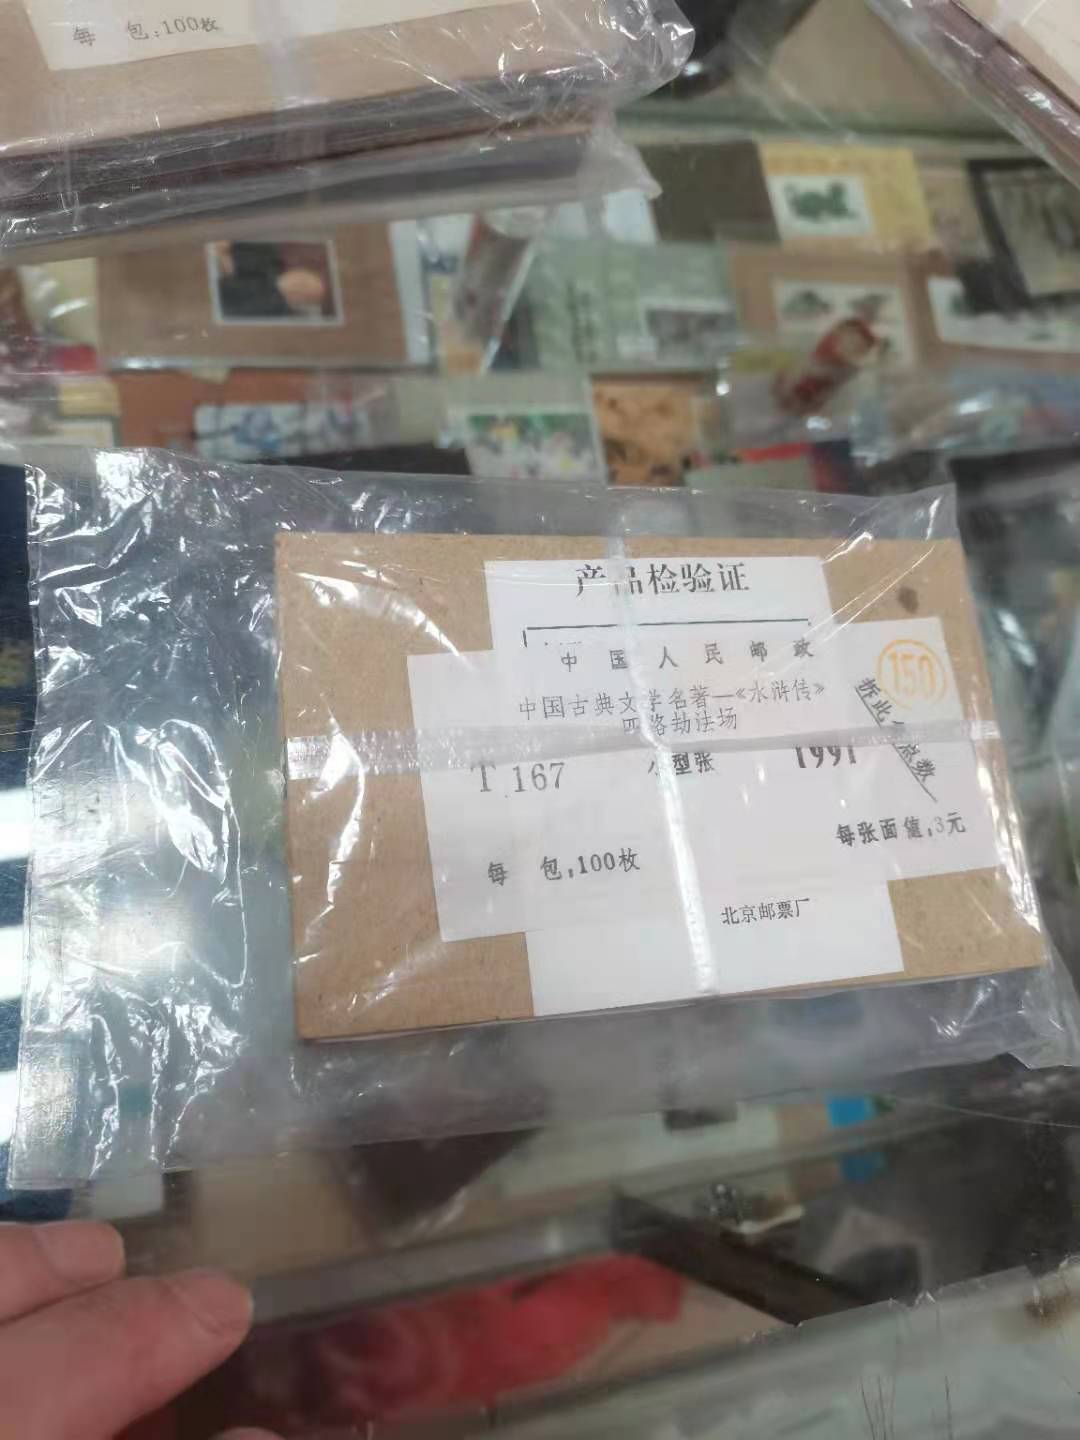 每 包:100枚
产品检验证
中国人民邮政
150
中国古典文学名著—《水浒传》
四路劫法场
T.167 小型张 1991
每张面值:3元
每 包:100枚
北京邮票厂